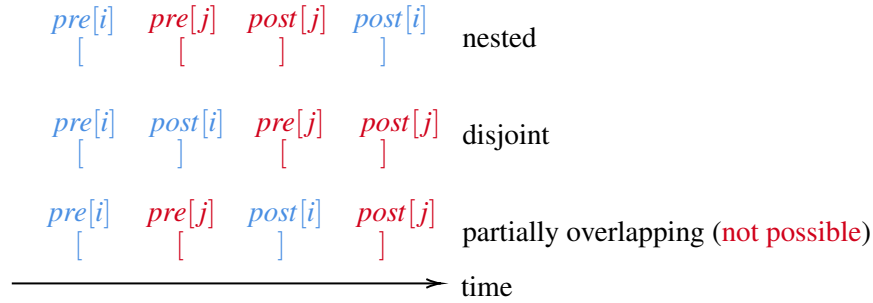 pre[i] pre[j] post[j] post[i]
[ [ ] ] nested
pre[i] post[i] pre[j] post[j]
[ ] [ ] disjoint
pre[i] pre[j] post[i] post[j]
[ [ ] ] partially overlapping (not possible)
time